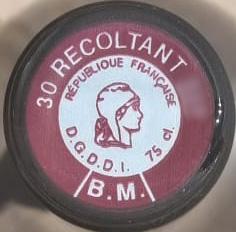 30 RECOLTANT
RÉPUBLIQUE FRANÇAISE
D.G.D.D.I. 75 cl.
B.M.